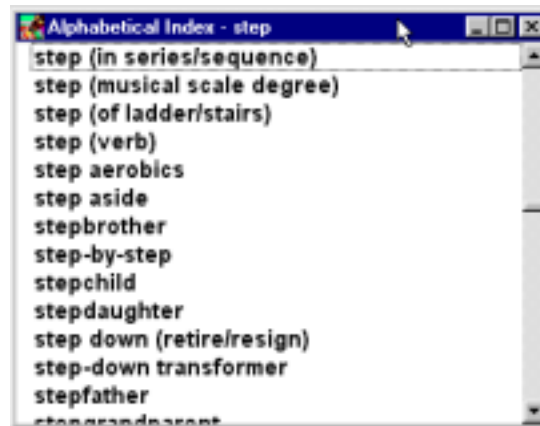 Alphabetical Index - step
step (in series/sequence)
step (musical scale degree)
step (of ladder/stairs)
step (verb)
step aerobics
step aside
stepbrother
step-by-step
stepchild
stepdaughter
step down (retire/resign)
step-down transformer
stepfather
stepgrandparent